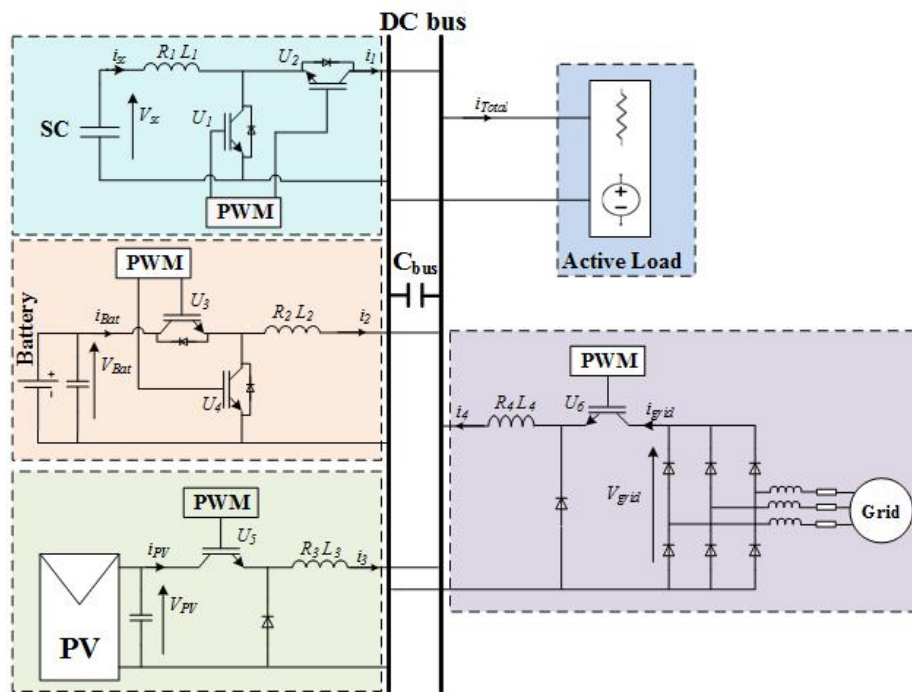 DC bus
i_sc R_1 L_1 U_2 i_1
V_sc U_1
SC
PWM
i_Total
+
−
Active Load
C_bus
PWM
U_3
Battery i_Bat R_2 L_2 i_2
+
-
V_Bat
U_4
PWM
U_5
i_PV R_3 L_3 i_3
V_PV
PV
PWM
i_4 R_4 L_4 U_6 i_grid
V_grid
Grid